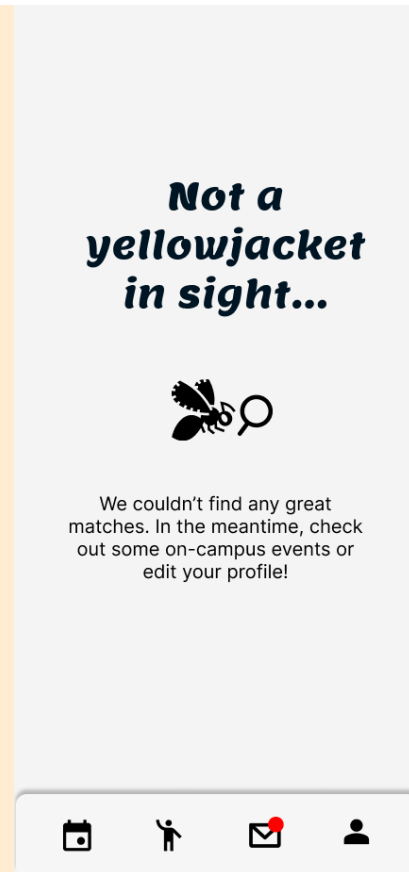 Not a
yellowjacket
in sight...
We couldn’t find any great
matches. In the meantime, check
out some on-campus events or
edit your profile!